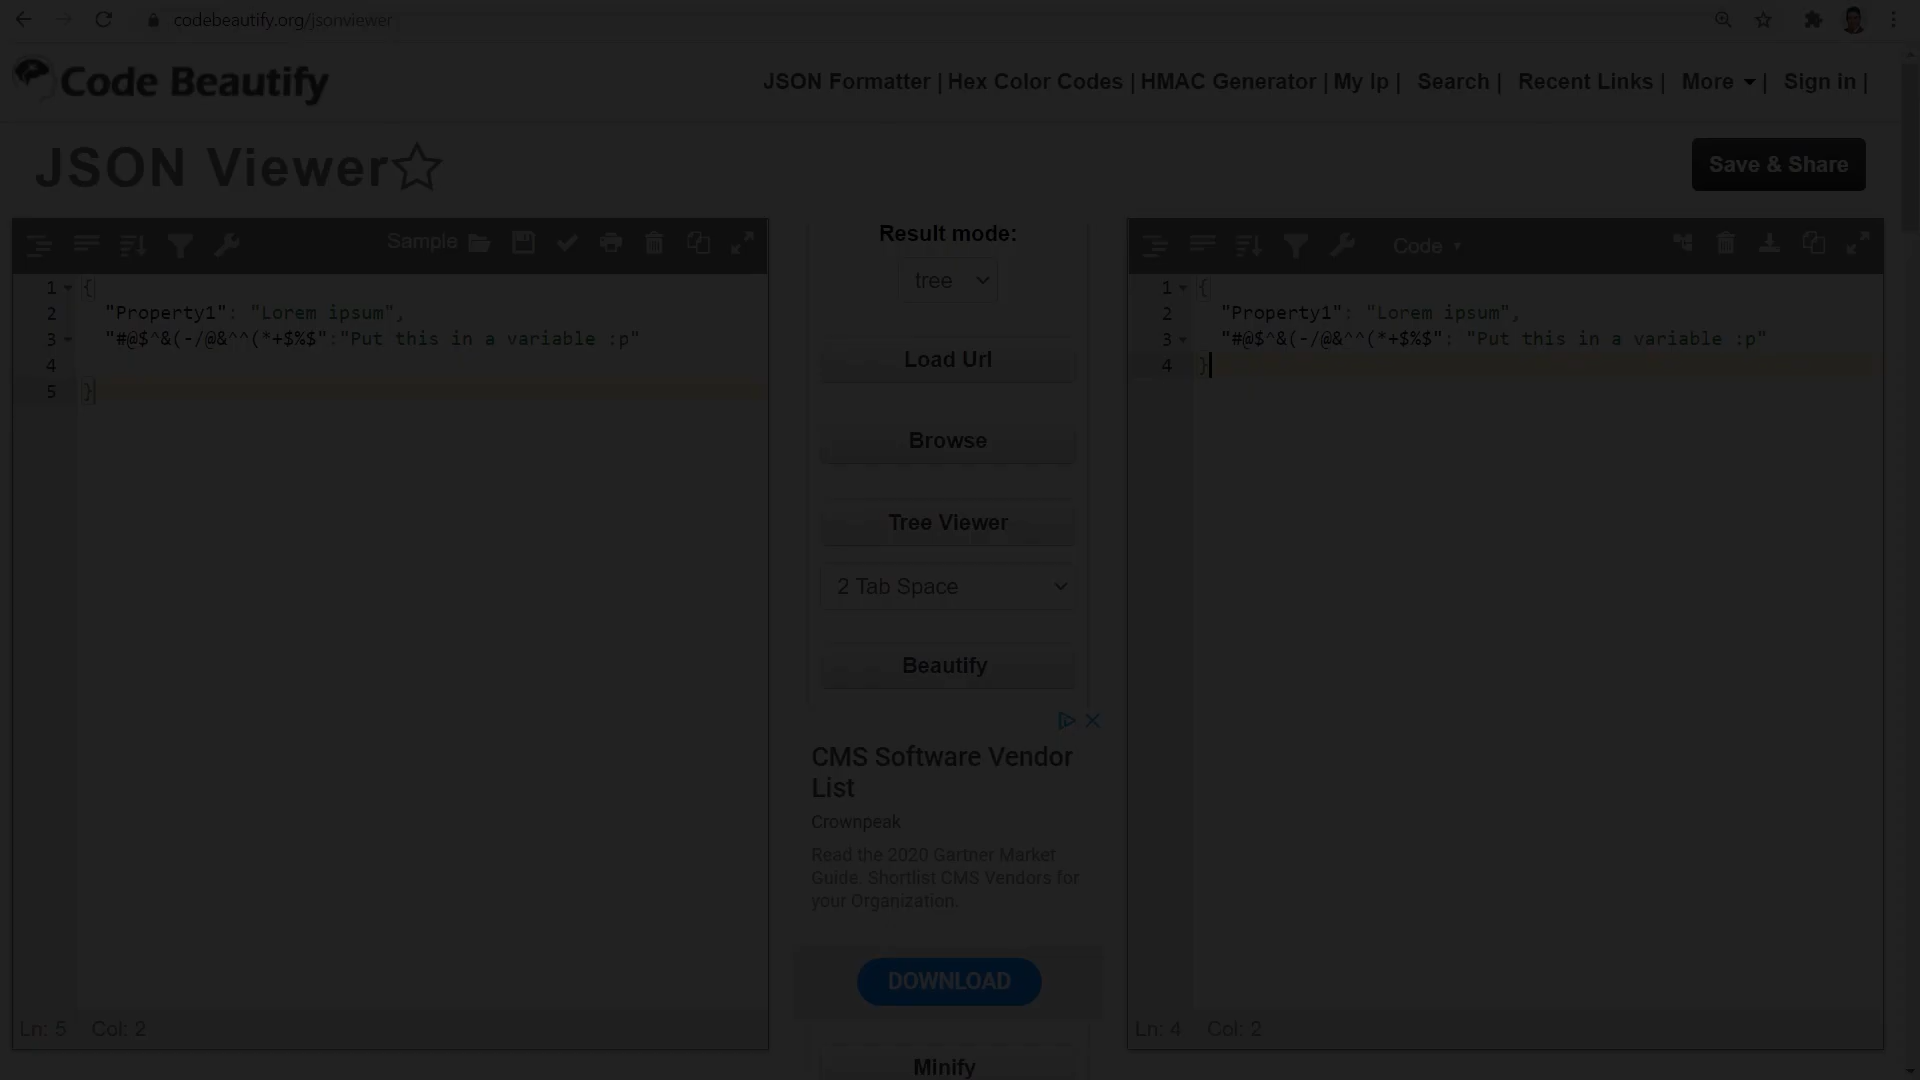 codebeautify.org/jsonviewer
Code Beautify
JSON Formatter | Hex Color Codes | HMAC Generator | My Ip | Search | Recent Links | More | Sign in |
JSON Viewer
Save & Share
Sample
1 {
2 "Property1": "Lorem ipsum",
3 "#@$^&(-/@&^^(*+$%$":"Put this in a variable :p"
4
5 }
Ln: 5 Col: 2
Result mode:
tree
Load Url
Browse
Tree Viewer
2 Tab Space
Beautify
CMS Software Vendor
List
Crownpeak
Read the 2020 Gartner Market
Guide. Shortlist CMS Vendors for
your Organization.
DOWNLOAD
Minify
Code
1 {
2 "Property1": "Lorem ipsum",
3 "#@$^&(-/@&^^(*+$%$": "Put this in a variable :p"
4 }
Ln: 4 Col: 2